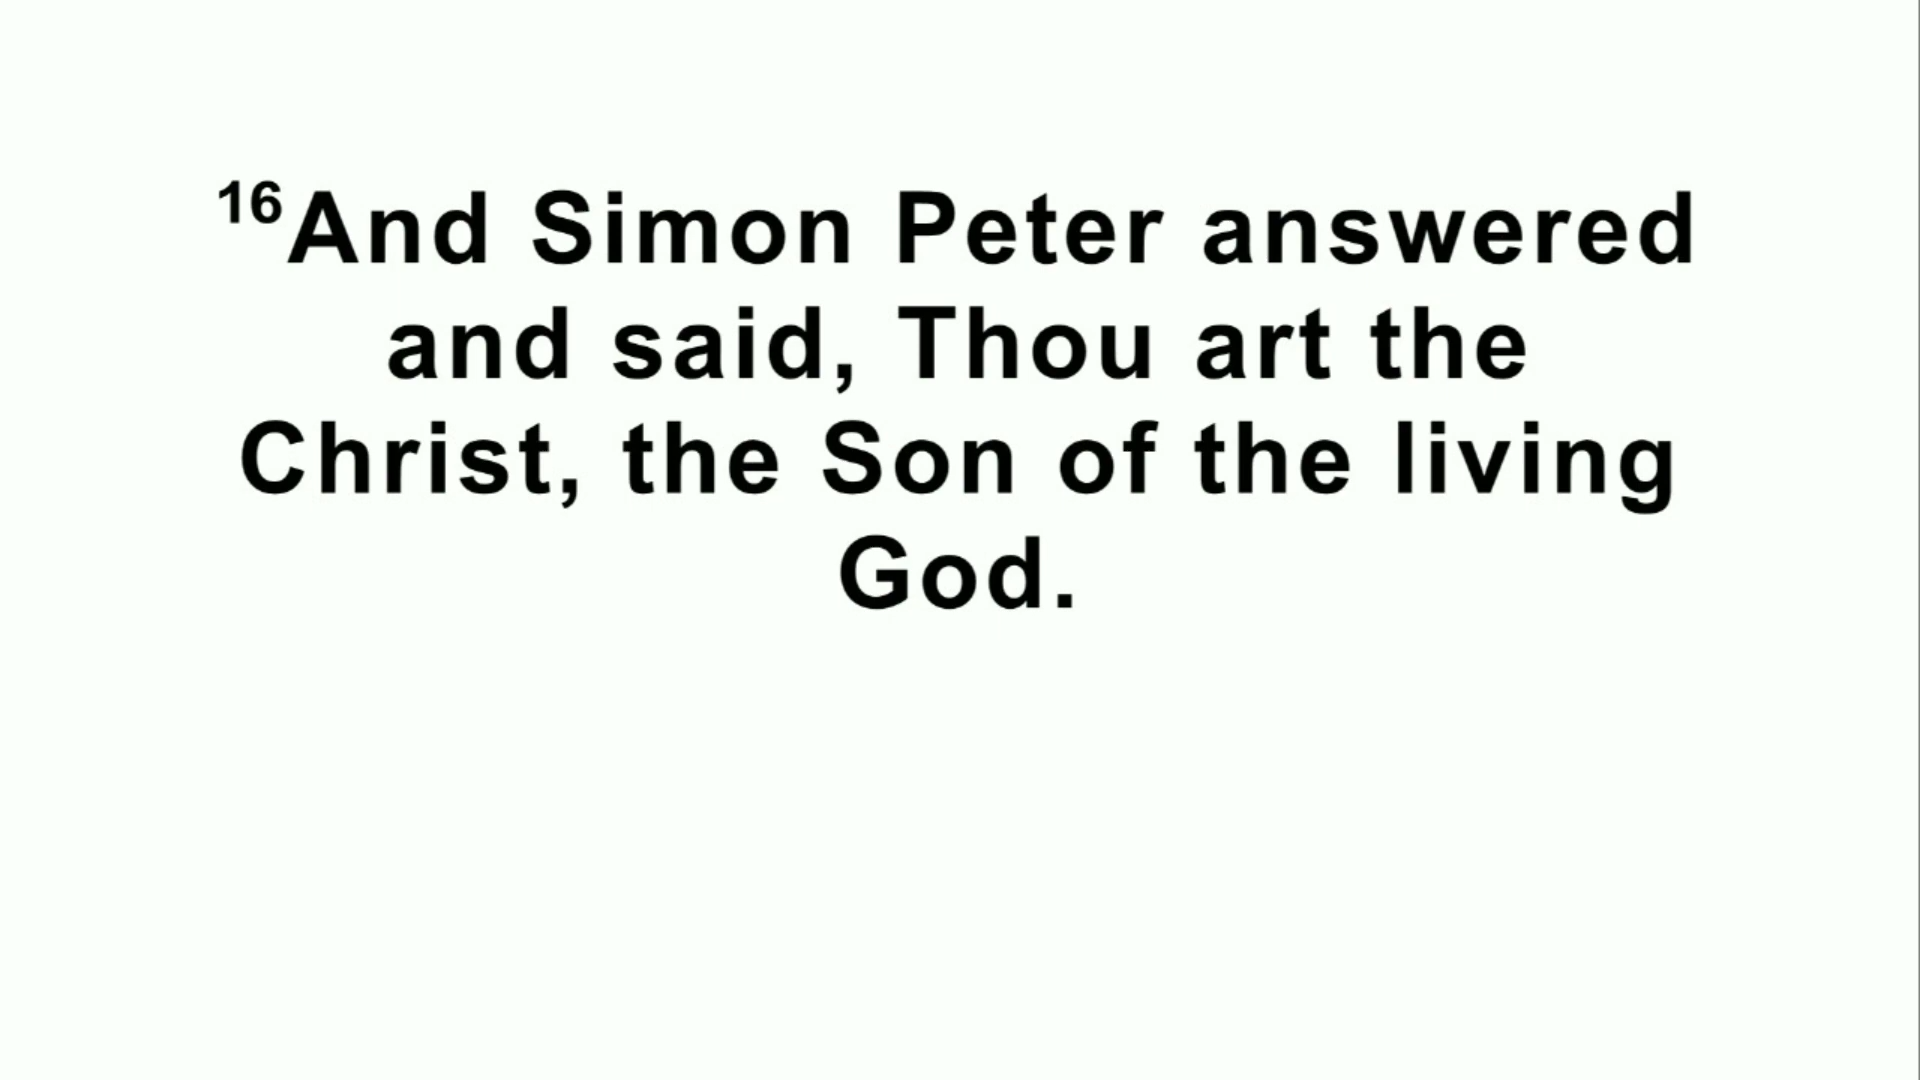 16And Simon Peter answered
and said, Thou art the
Christ, the Son of the living
God.